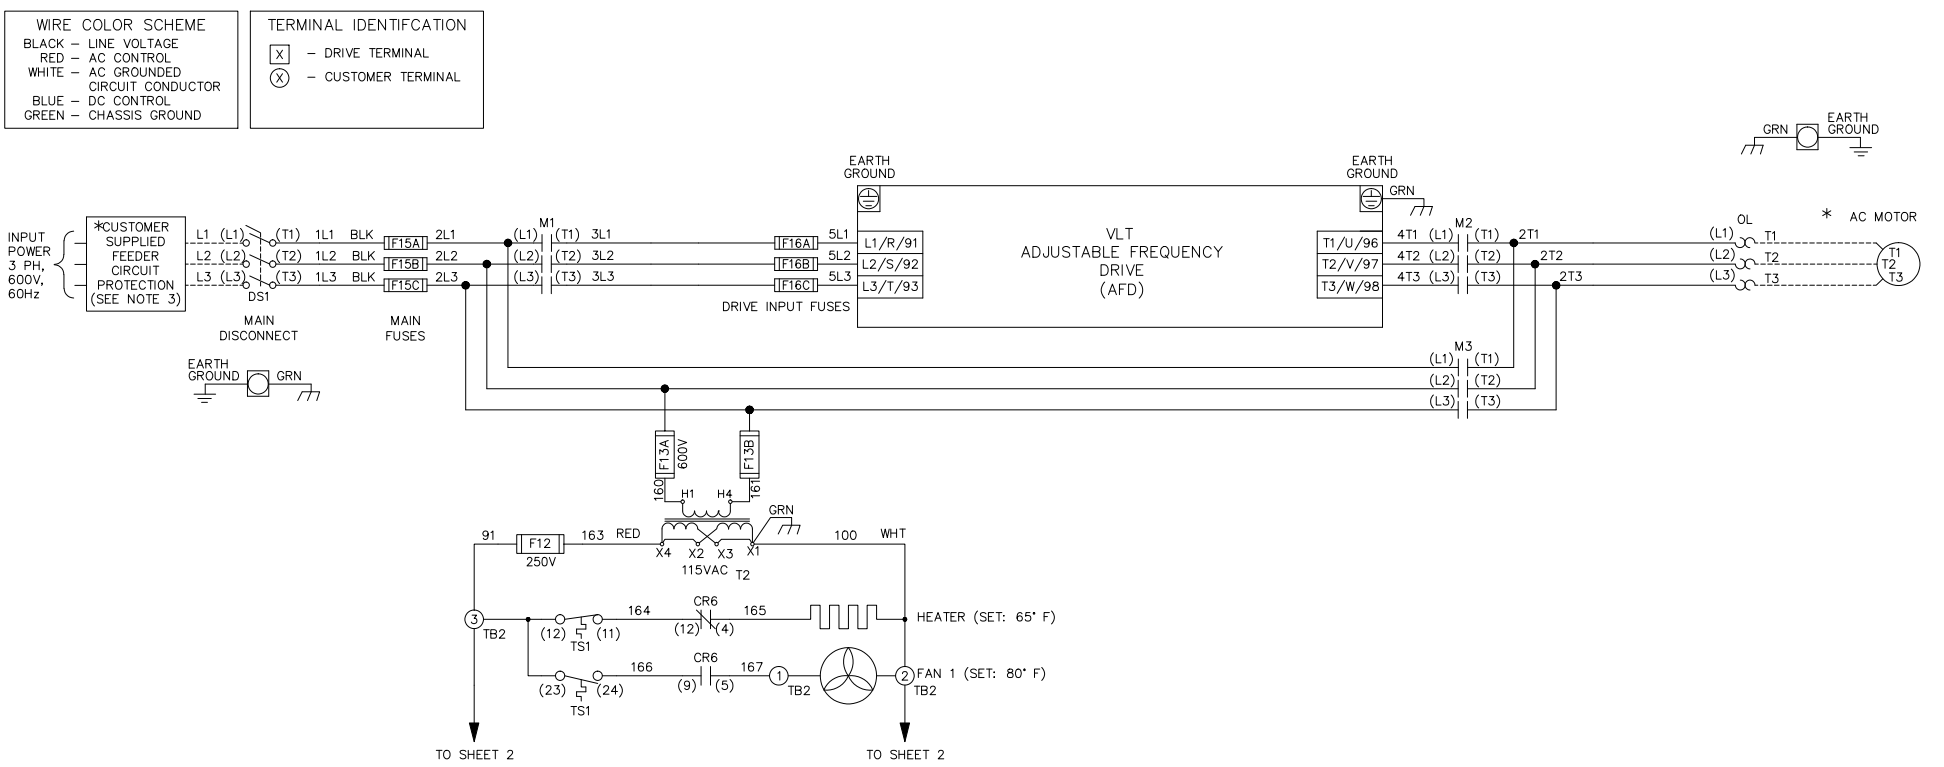 WIRE COLOR SCHEME
BLACK – LINE VOLTAGE
RED – AC CONTROL
WHITE – AC GROUNDED
CIRCUIT CONDUCTOR
BLUE – DC CONTROL
GREEN – CHASSIS GROUND
TERMINAL IDENTIFCATION
X – DRIVE TERMINAL
X – CUSTOMER TERMINAL
GRN
EARTH
GROUND
INPUT
POWER
3 PH,
600V,
60Hz
*CUSTOMER
SUPPLIED
FEEDER
CIRCUIT
PROTECTION
(SEE NOTE 3)
L1 (L1) (T1) 1L1 BLK F15A 2L1 (L1) M1 (T1) 3L1 F16A 5L1
L2 (L2) 1L2 BLK F15B 2L2 (L2) (T2) 3L2 F16B 5L2
L3 (L3) (T3) 1L3 BLK F15C 2L3 (L3) (T3) 3L3 F16C 5L3
DS1
MAIN
DISCONNECT
MAIN
FUSES
DRIVE INPUT FUSES
EARTH
GROUND
L1/R/91
L2/S/92
L3/T/93
VLT
ADJUSTABLE FREQUENCY
DRIVE
(AFD)
EARTH
GROUND
GRN
T1/U/96
T2/V/97
T3/W/98
4T1 (L1) M2 (T1) 2T1
4T2 (L2) (T2) 2T2
4T3 (L3) (T3) 2T3
OL
(L1) T1
(L2) T2
(L3) T3
* AC MOTOR
T1
T2
T3
M3
(L1) (T1)
(L2) (T2)
(L3) (T3)
EARTH
GROUND
GRN
F13A
600V
F13B
160
161
H1 H4
GRN
91 F12 163 RED
250V
X4 X2 X3 X1
100 WHT
115VAC T2
3
TB2
(12) (11)
TS1
164
CR6
(12) (4)
165
HEATER (SET: 65° F)
(23) (24)
TS1
166
CR6
(9) (5)
167
1
TB2
2
TB2
FAN 1 (SET: 80° F)
TO SHEET 2
TO SHEET 2